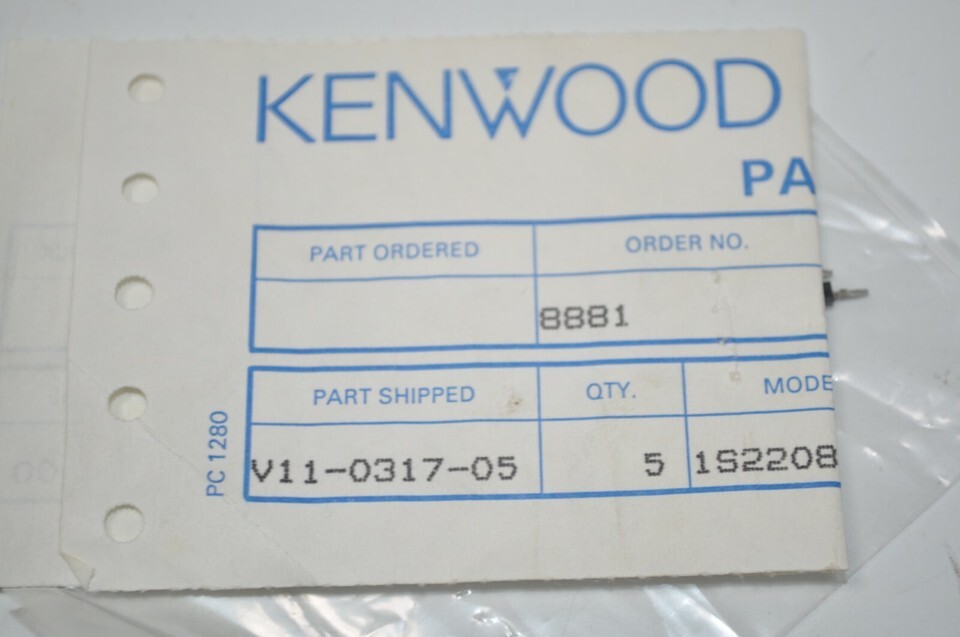 KENWOOD
PA
PART ORDERED ORDER NO.
8881
PART SHIPPED QTY. MODE
V11-0317-05 5 1S2208
PC 1280